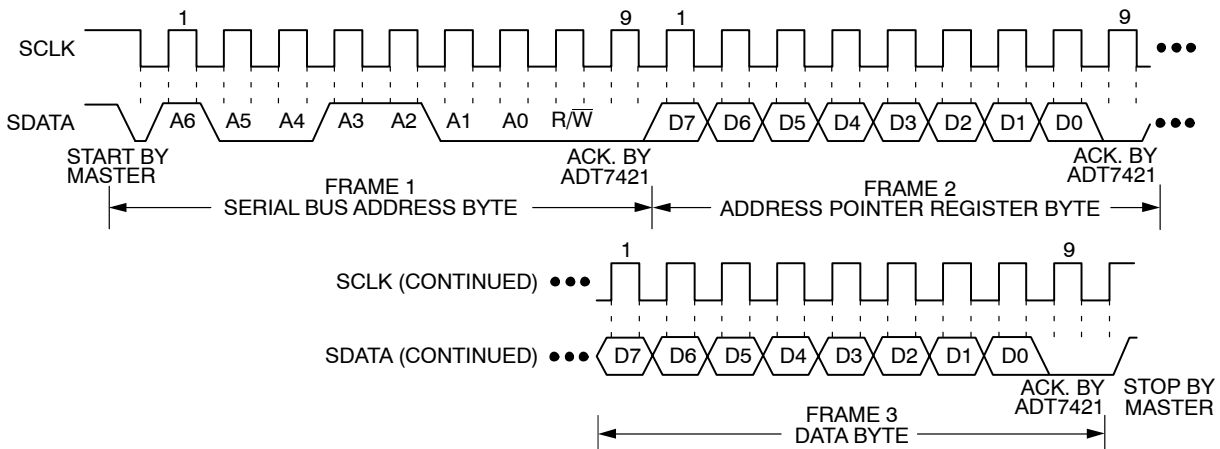 1 9 1 9
SCLK
SDATA A6 A5 A4 A3 A2 A1 A0 R/W̅ D7 D6 D5 D4 D3 D2 D1 D0
START BY
MASTER
ACK. BY
ADT7421
ACK. BY
ADT7421
FRAME 1
SERIAL BUS ADDRESS BYTE
FRAME 2
ADDRESS POINTER REGISTER BYTE
1 9
SCLK (CONTINUED)
SDATA (CONTINUED) D7 D6 D5 D4 D3 D2 D1 D0
ACK. BY
ADT7421
STOP BY
MASTER
FRAME 3
DATA BYTE